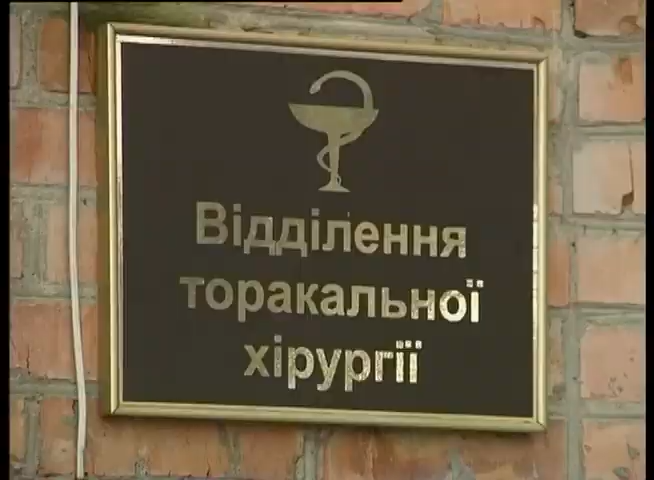 Відділення
торакальної
хірургії